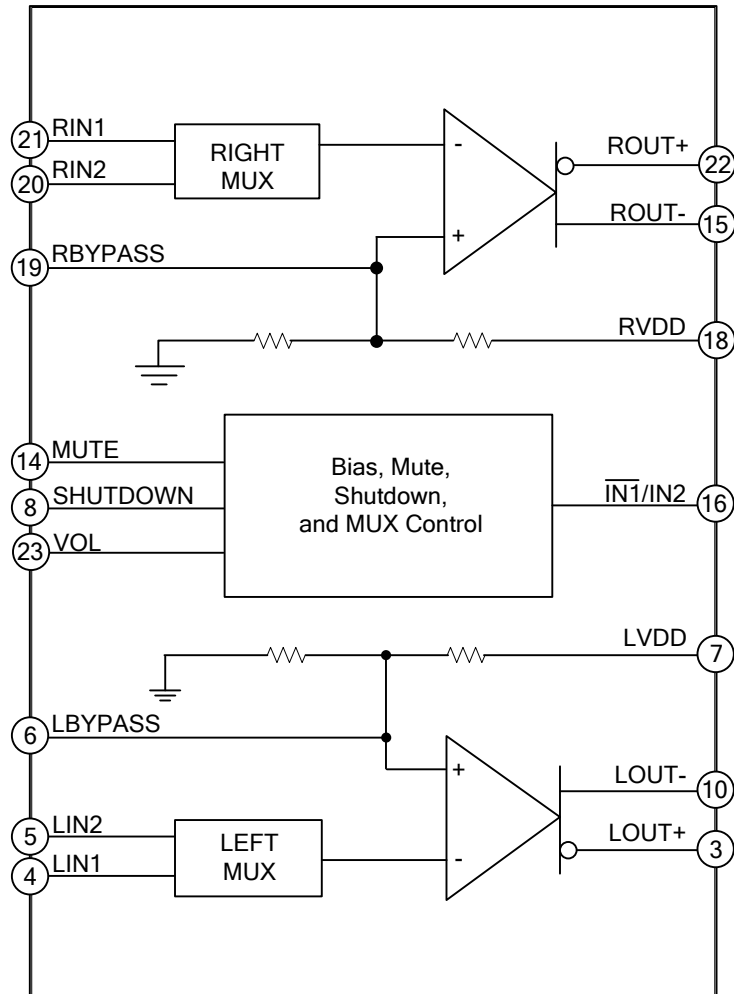 21 RIN1
20 RIN2
RIGHT
MUX
-
+
ROUT+ 22
ROUT- 15
19 RBYPASS
RVDD 18
14 MUTE
8 SHUTDOWN
23 VOL
Bias, Mute,
Shutdown,
and MUX Control
IN1/IN2 16
LVDD 7
6 LBYPASS
+
-
LOUT- 10
LOUT+ 3
5 LIN2
4 LIN1
LEFT
MUX